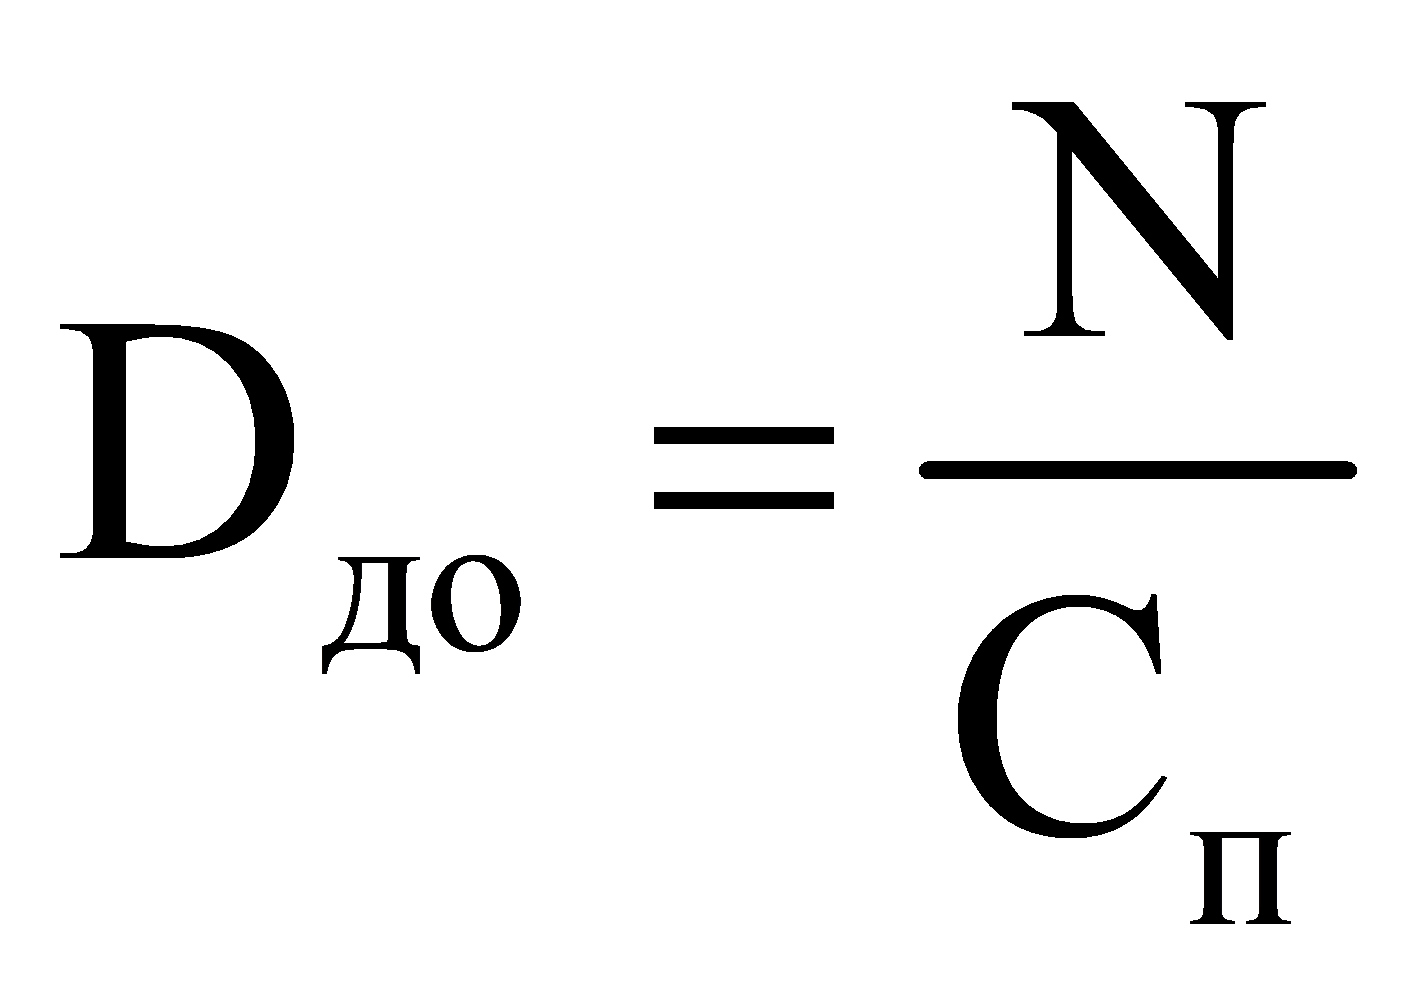 N
D до =
C п